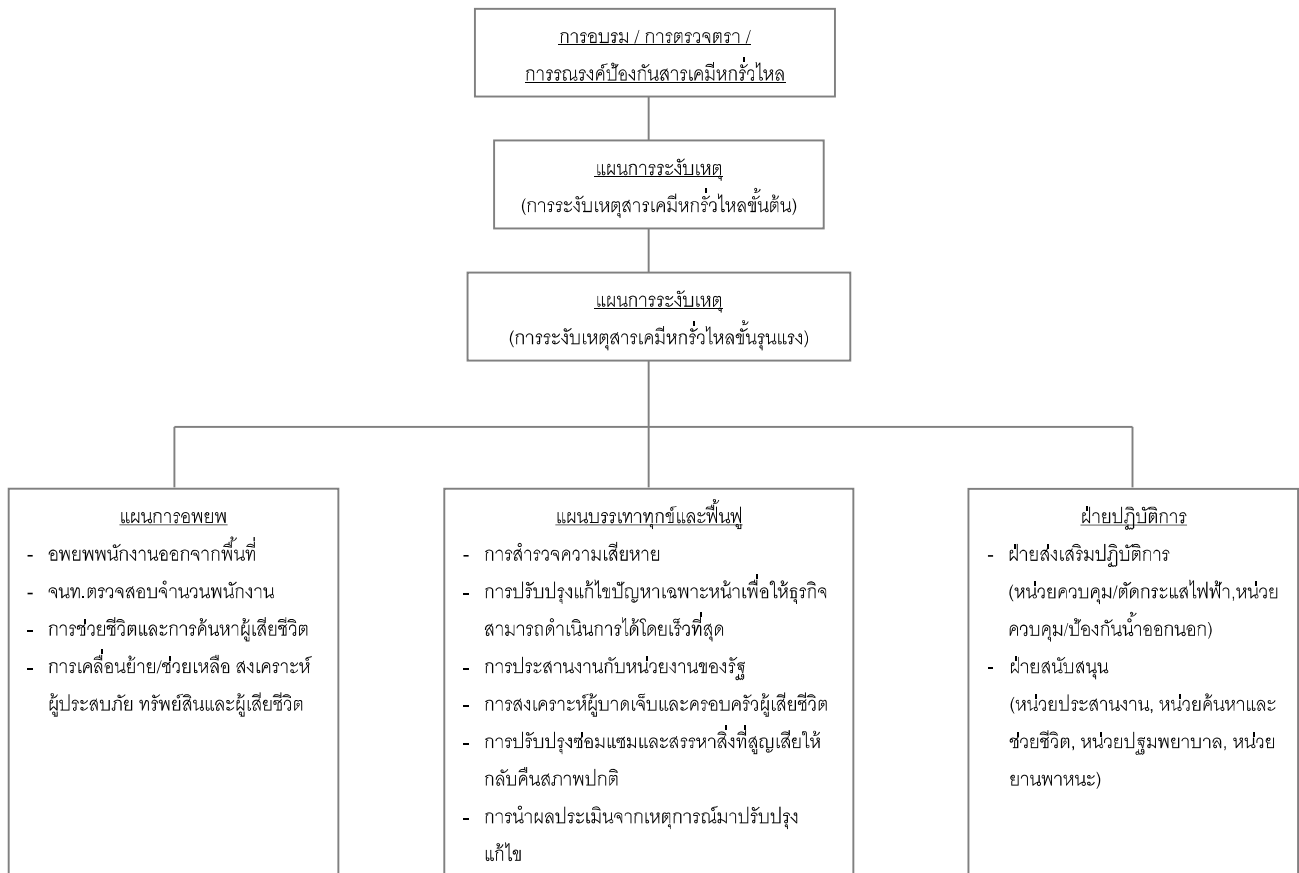 การอบรม / การตรวจตรา /
การรณรงค์ป้องกันสารเคมีหกรั่วไหล
แผนการระงับเหตุ
(การระงับเหตุสารเคมีหกรั่วไหลขั้นต้น)
แผนการระงับเหตุ
(การระงับเหตุสารเคมีหกรั่วไหลขั้นรุนแรง)
แผนการอพยพ
- อพยพพนักงานออกจากพื้นที่
- จนท.ตรวจสอบจำนวนพนักงาน
- การช่วยชีวิตและการค้นหาผู้เสียชีวิต
- การเคลื่อนย้าย/ช่วยเหลือ สงเคราะห์
ผู้ประสบภัย ทรัพย์สินและผู้เสียชีวิต
แผนบรรเทาทุกข์และฟื้นฟู
- การสำรวจความเสียหาย
- การปรับปรุงแก้ไขปัญหาเฉพาะหน้าเพื่อให้ธุรกิจ
สามารถดำเนินการได้โดยเร็วที่สุด
- การประสานงานกับหน่วยงานของรัฐ
- การสงเคราะห์ผู้บาดเจ็บและครอบครัวผู้เสียชีวิต
- การปรับปรุงซ่อมแซมและสรรหาสิ่งที่สูญเสียให้
กลับคืนสภาพปกติ
- การนำผลประเมินจากเหตุการณ์มาปรับปรุง
แก้ไข
ฝ่ายปฏิบัติการ
- ฝ่ายส่งเสริมปฏิบัติการ
(หน่วยควบคุม/ตัดกระแสไฟฟ้า,หน่วย
ควบคุม/ป้องกันน้ำออกนอก)
- ฝ่ายสนับสนุน
(หน่วยประสานงาน, หน่วยค้นหาและ
ช่วยชีวิต, หน่วยปฐมพยาบาล, หน่วย
ยานพาหนะ)